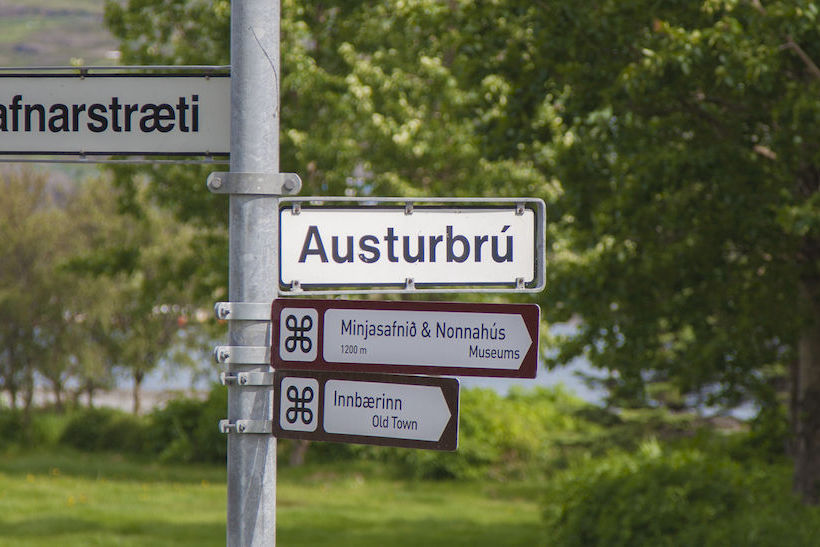 afnarstræti
Austurbrú
Minjasafnið & Nonnahús
1200 m Museums
Innbærinn
Old Town